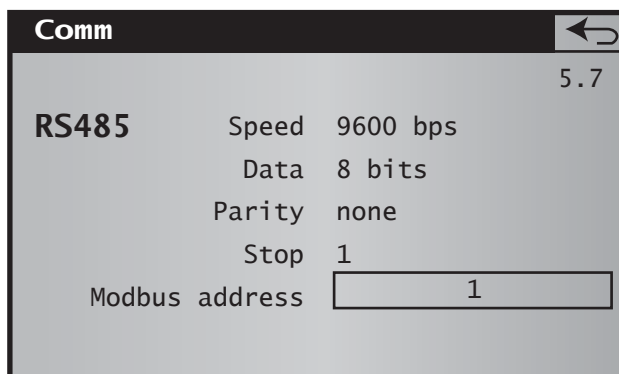 Comm
5.7
RS485 Speed 9600 bps
Data 8 bits
Parity none
Stop 1
Modbus address 1